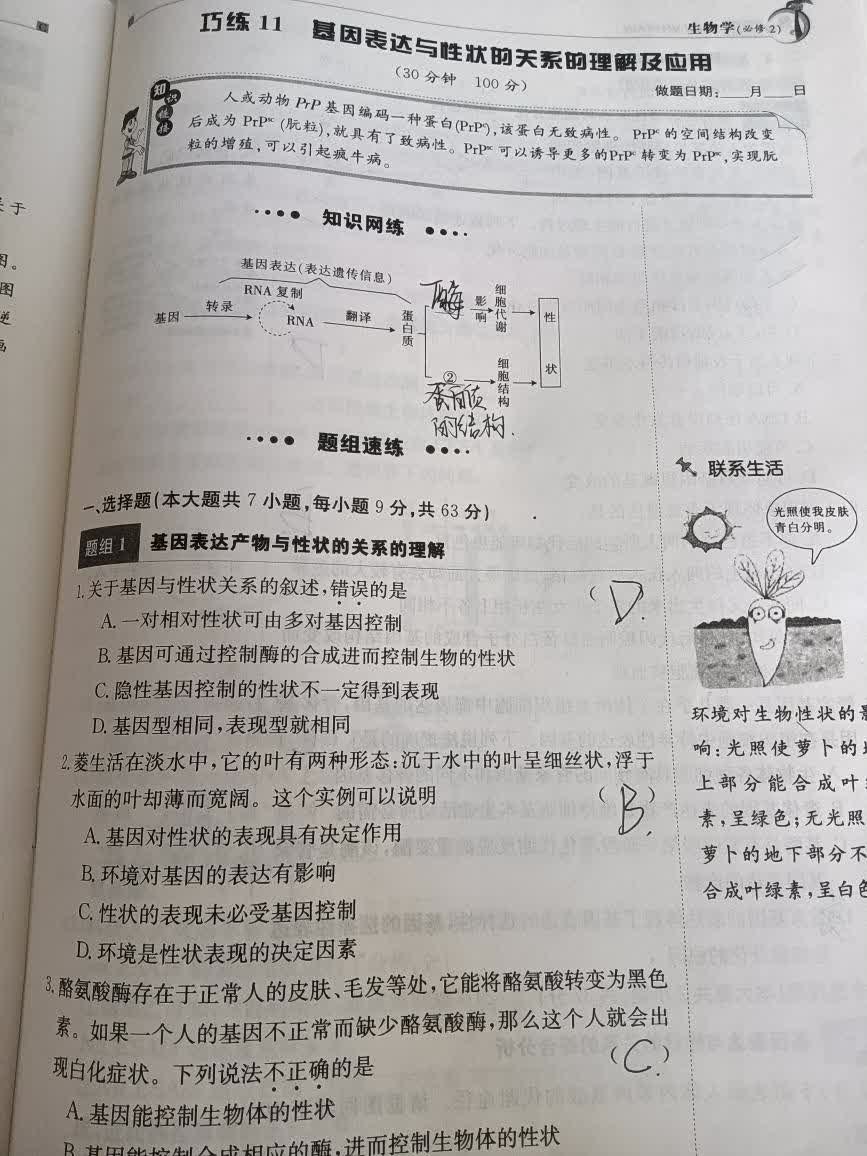 巧练 11 基因表达与性状的关系的理解及应用
生物学(必修2)
(30 分钟 100 分)
做题日期: 月 日
知识链接
人或动物 PrP 基因编码一种蛋白(PrPᶜ),该蛋白无致病性。 PrPᶜ 的空间结构改变
后成为 PrPˢᶜ (朊粒),就具有了致病性。PrPˢᶜ 可以诱导更多的PrPᶜ 转变为 PrPˢᶜ,实现朊
粒的增殖,可以引起疯牛病。
知识网练
基因表达(表达遗传信息)
RNA 复制
基因 转录 RNA 翻译 蛋白质
酶 影响 细胞代谢
② 细胞结构
性状
蛋白质
的结构.
题组速练
一、选择题(本大题共 7 小题,每小题 9 分,共 63 分)
题组 1 基因表达产物与性状的关系的理解
1.关于基因与性状关系的叙述,错误的是 ( D. )
A. 一对相对性状可由多对基因控制
B. 基因可通过控制酶的合成进而控制生物的性状
C. 隐性基因控制的性状不一定得到表现
D. 基因型相同,表现型就相同
2.菱生活在淡水中,它的叶有两种形态:沉于水中的叶呈细丝状,浮于
水面的叶却薄而宽阔。这个实例可以说明 ( B. )
A. 基因对性状的表现具有决定作用
B. 环境对基因的表达有影响
C. 性状的表现未必受基因控制
D. 环境是性状表现的决定因素
3.酪氨酸酶存在于正常人的皮肤、毛发等处,它能将酪氨酸转变为黑色
素。如果一个人的基因不正常而缺少酪氨酸酶,那么这个人就会出
现白化症状。下列说法不正确的是 ( C. )
A. 基因能控制生物体的性状
B. 基因能控制合成相应的酶,进而控制生物体的性状
联系生活
光照使我皮肤
青白分明。
环境对生物性状的
响:光照使萝卜的
上部分能合成叶
素,呈绿色;无光照
萝卜的地下部分不
合成叶绿素,呈白色